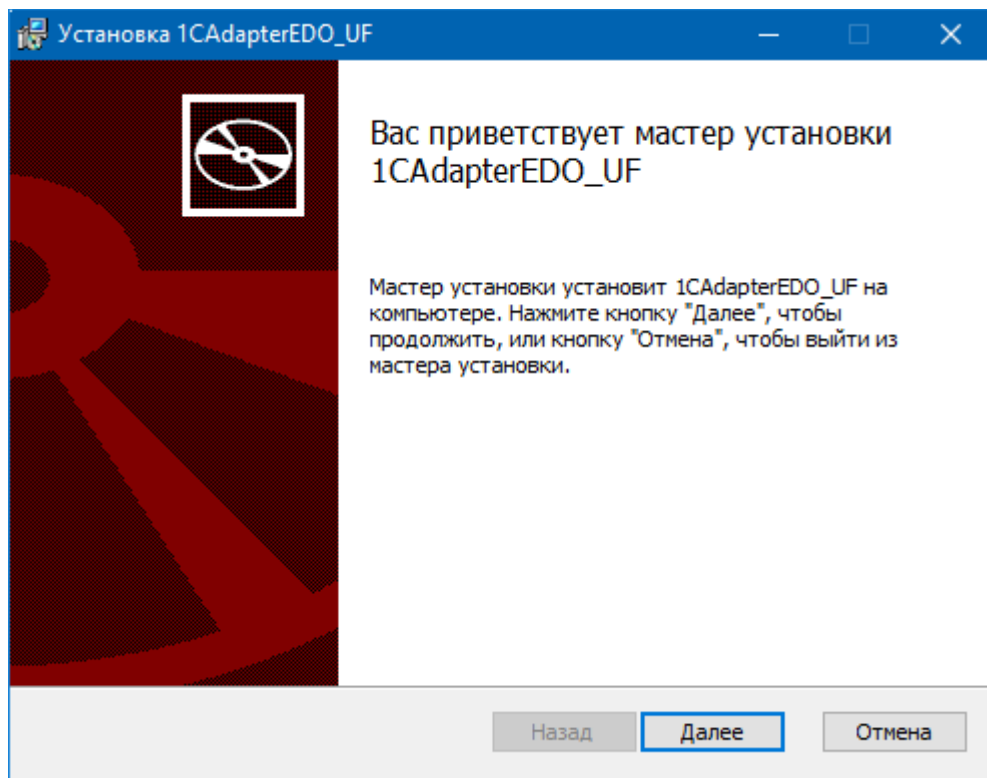 Установка 1CAdapterEDO_UF
Вас приветствует мастер установки
1CAdapterEDO_UF
Мастер установки установит 1CAdapterEDO_UF на
компьютере. Нажмите кнопку "Далее", чтобы
продолжить, или кнопку "Отмена", чтобы выйти из
мастера установки.
Назад
Далее
Отмена